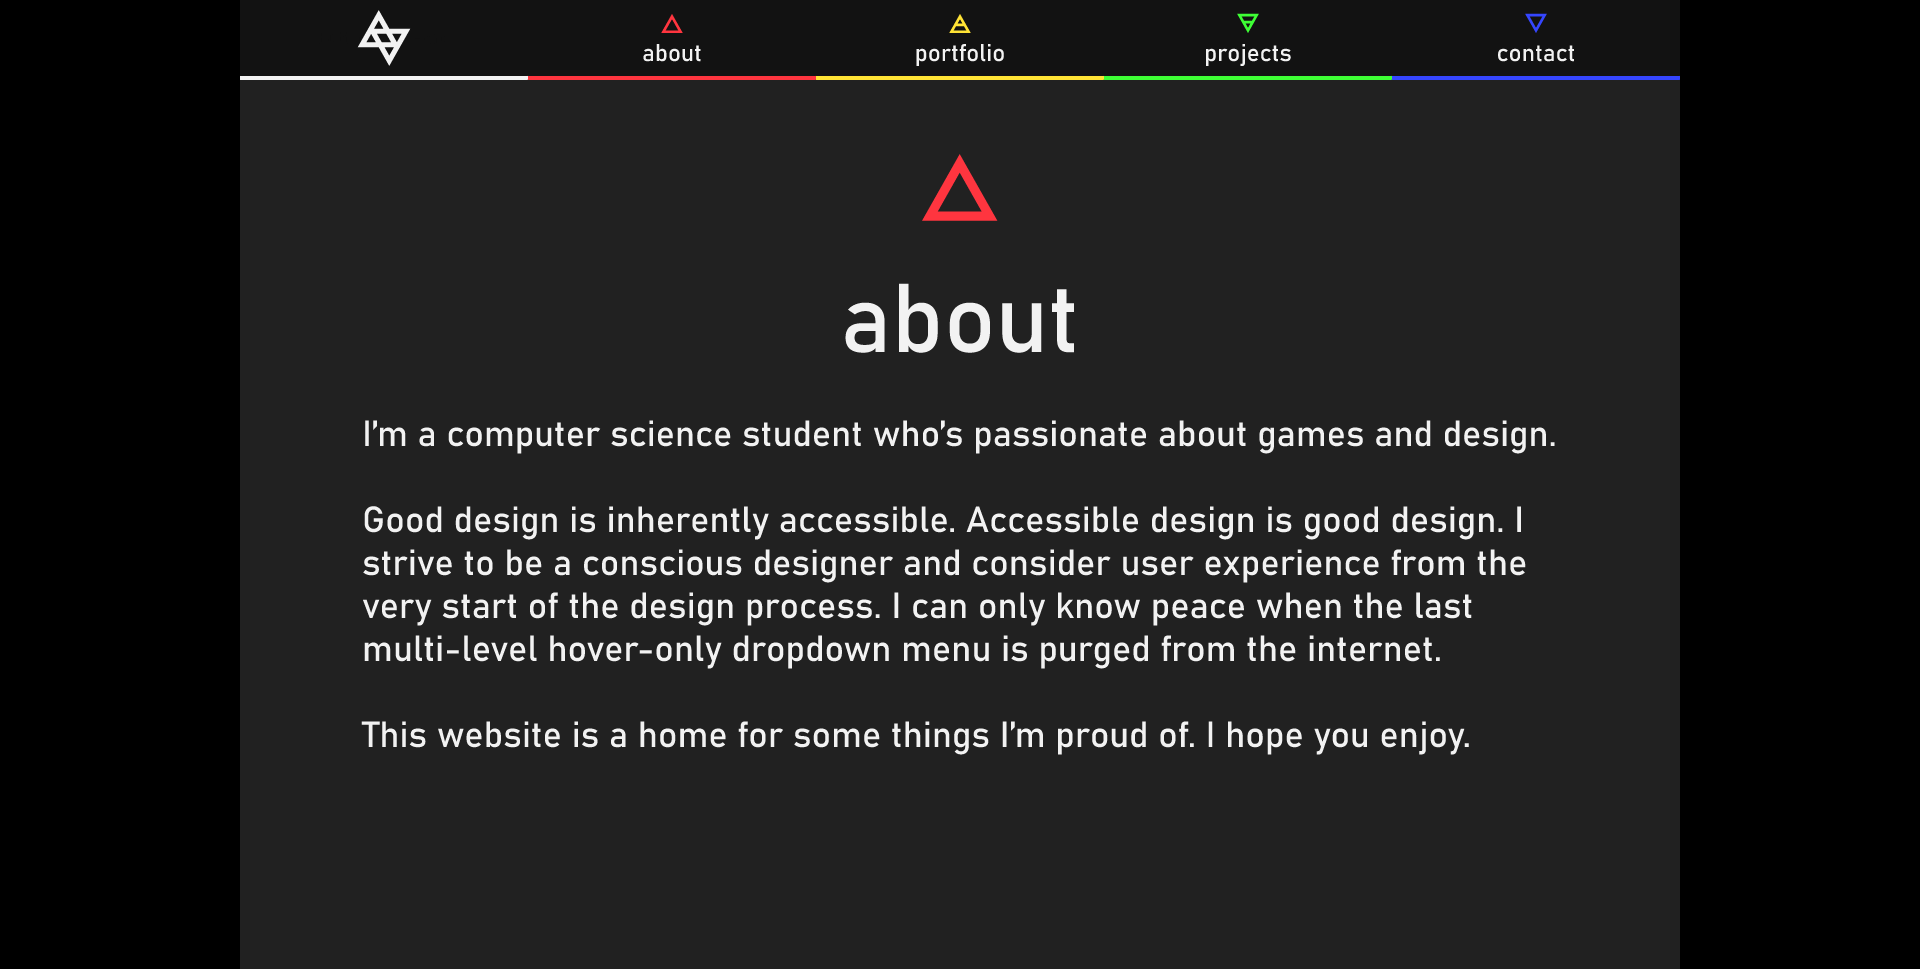 about
portfolio
projects
contact
about
I’m a computer science student who’s passionate about games and design.
Good design is inherently accessible. Accessible design is good design. I
strive to be a conscious designer and consider user experience from the
very start of the design process. I can only know peace when the last
multi-level hover-only dropdown menu is purged from the internet.
This website is a home for some things I’m proud of. I hope you enjoy.